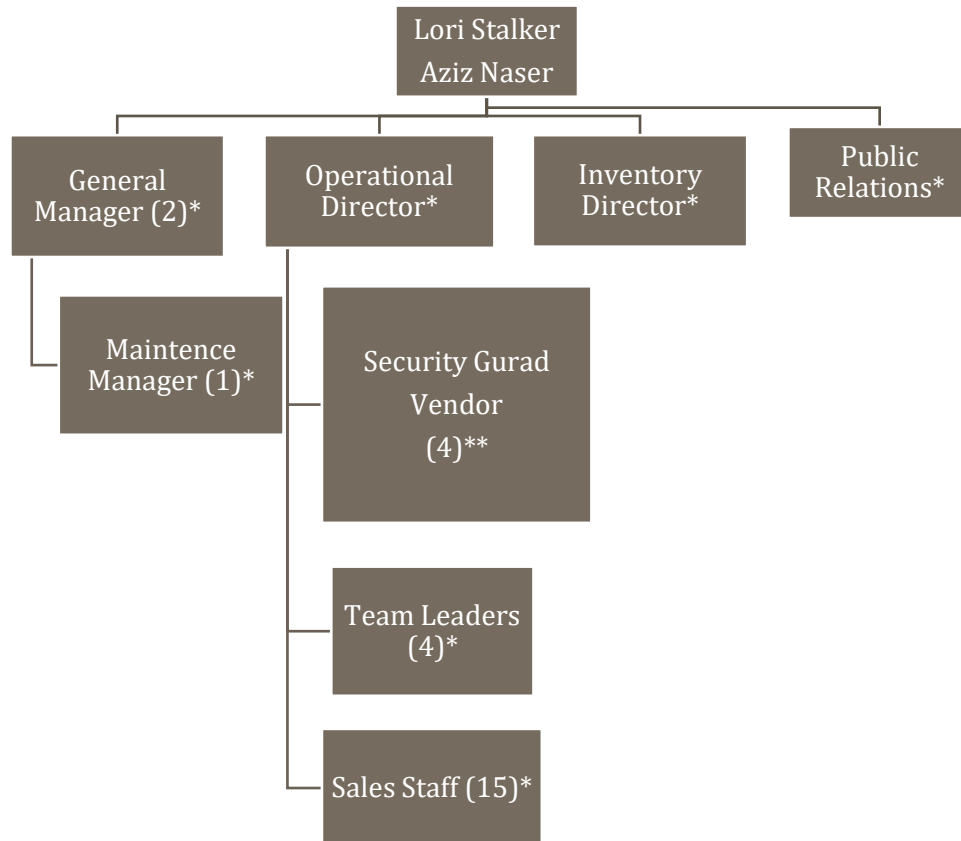 Lori Stalker
Aziz Naser
General
Manager (2)*
Operational
Director*
Inventory
Director*
Public
Relations*
Maintence
Manager (1)*
Security Gurad
Vendor
(4)**
Team Leaders
(4)*
Sales Staff (15)*